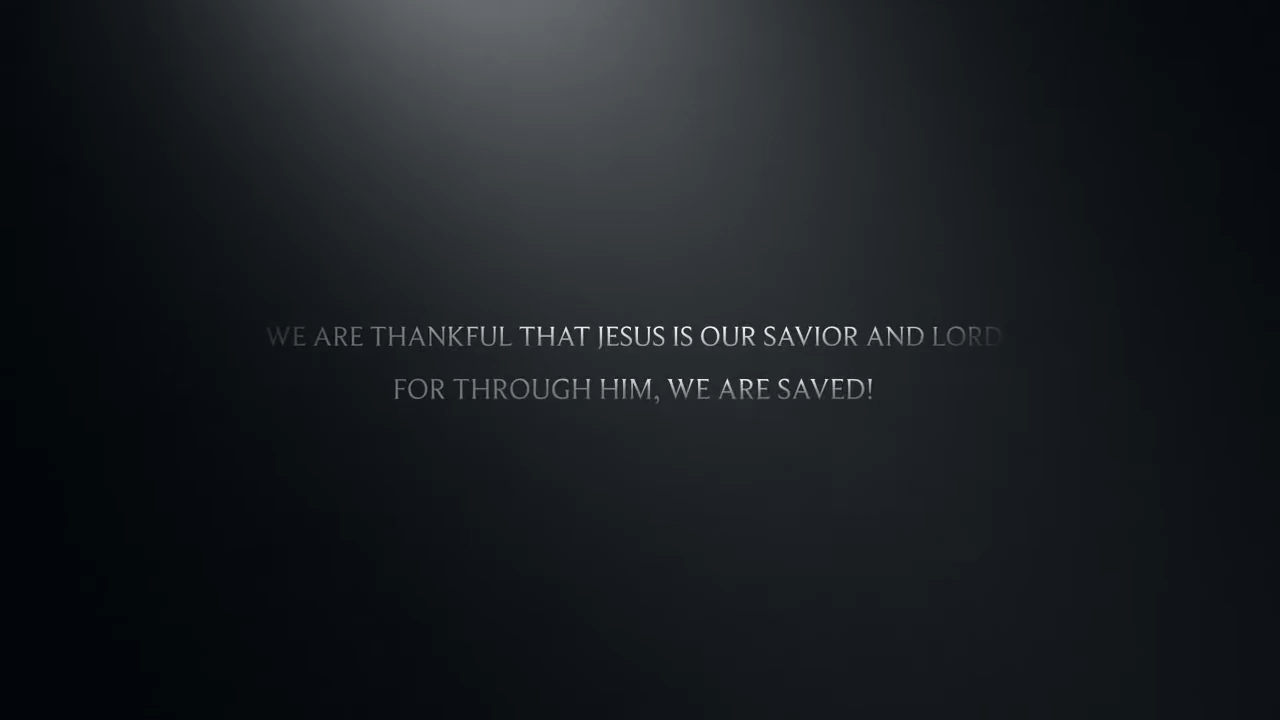 WE ARE THANKFUL THAT JESUS IS OUR SAVIOR AND LORD
FOR THROUGH HIM, WE ARE SAVED!